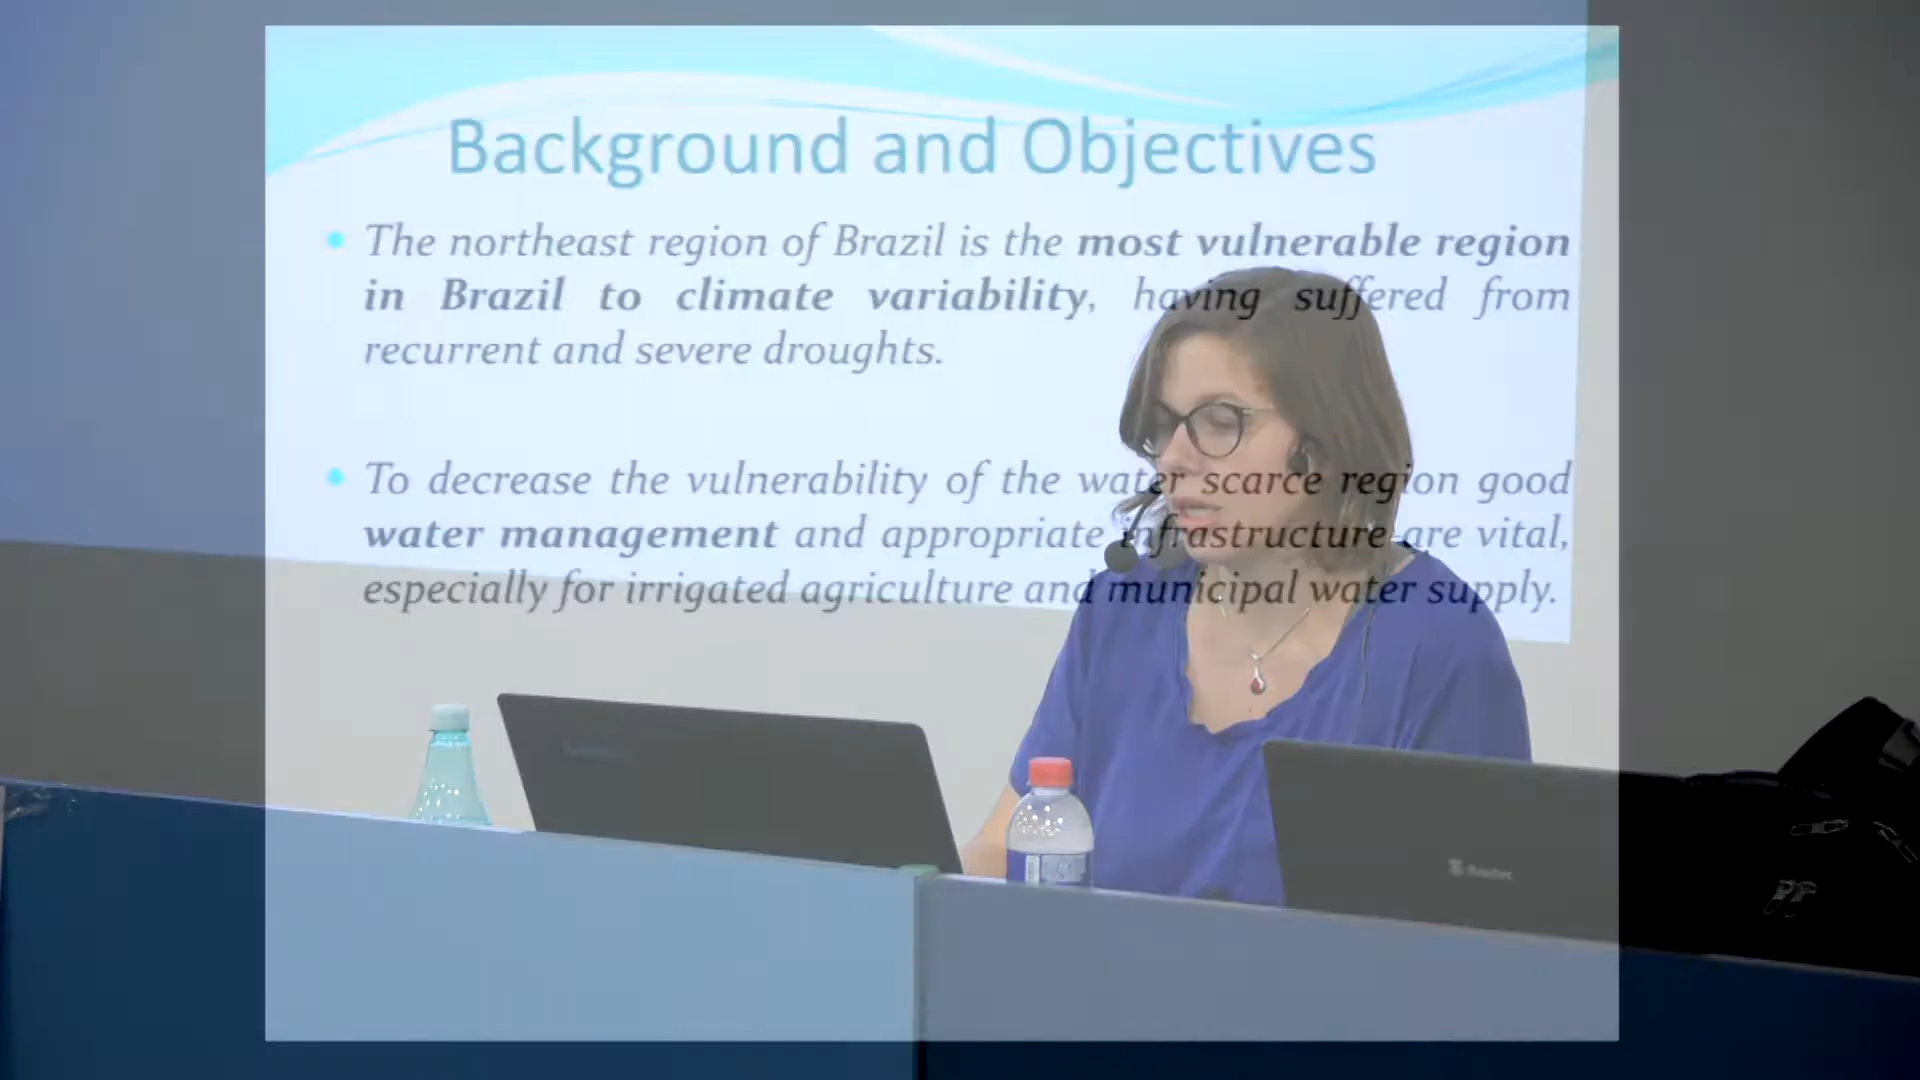 Background and Objectives
The northeast region of Brazil is the most vulnerable region
in Brazil to climate variability, having suffered from
recurrent and severe droughts.
To decrease the vulnerability of the water scarce region good
water management and appropriate infrastructure are vital,
especially for irrigated agriculture and municipal water supply.